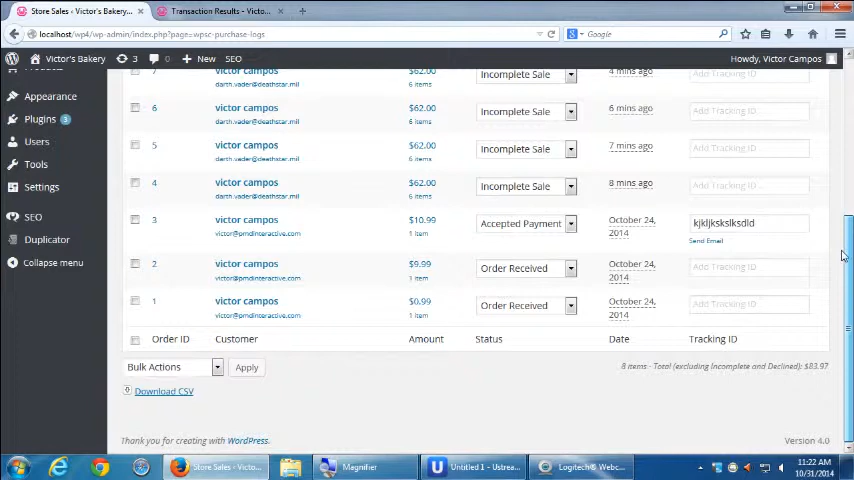 Store Sales ‹ Victor's Bakery...
Transaction Results - Victo...
localhost/wp4/wp-admin/index.php?page=wpsc-purchase-logs
Google
Victor's Bakery
3
0
New
SEO
Howdy, Victor Campos
Appearance
Plugins 3
Users
Tools
Settings
SEO
Duplicator
Collapse menu
7 victor campos $62.00 Incomplete Sale 4 mins ago Add Tracking ID
darth.vader@deathstar.mil 6 items
6 victor campos $62.00 Incomplete Sale 6 mins ago Add Tracking ID
darth.vader@deathstar.mil 6 items
5 victor campos $62.00 Incomplete Sale 7 mins ago Add Tracking ID
darth.vader@deathstar.mil 6 items
4 victor campos $62.00 Incomplete Sale 8 mins ago Add Tracking ID
darth.vader@deathstar.mil 6 items
3 victor campos $10.99 Accepted Payment October 24, 2014 kjkljkskslksdld
victor@pmdinteractive.com 1 item Send Email
2 victor campos $9.99 Order Received October 24, 2014 Add Tracking ID
victor@pmdinteractive.com 1 item
1 victor campos $0.99 Order Received October 24, 2014 Add Tracking ID
victor@pmdinteractive.com 1 item
Order ID Customer Amount Status Date Tracking ID
Bulk Actions Apply
8 items - Total (excluding Incomplete and Declined): $83.97
Download CSV
Thank you for creating with WordPress.
Version 4.0
Store Sales ‹ Victo...
Magnifier
Untitled 1 - Ustrea...
Logitech® Webc...
11:22 AM
10/31/2014